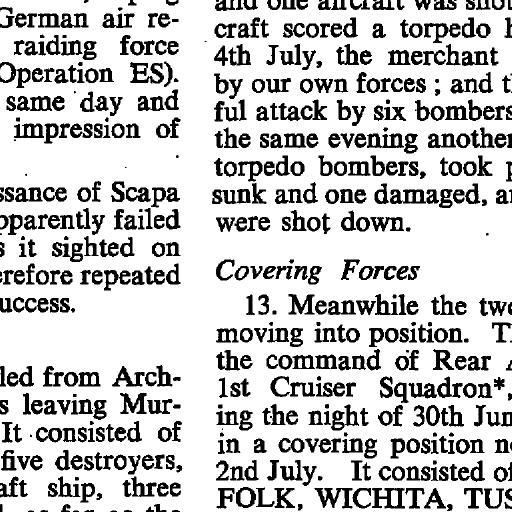 German air re-
raiding force
Operation ES).
same day and
impression of
ssance of Scapa
pparently failed
s it sighted on
erefore repeated
uccess.
led from Arch-
s leaving Mur-
It consisted of
five destroyers,
aft ship, three
and one aircraft was shot
craft scored a torpedo
4th July, the merchant
by our own forces ; and
ful attack by six bombers
the same evening another
torpedo bombers, took
sunk and one damaged,
were shot down.
Covering Forces
13. Meanwhile the
moving into position.
the command of Rear
1st Cruiser Squadron*,
ing the night of 30th
in a covering position
2nd July. It consisted of
FOLK, WICHITA, TUS